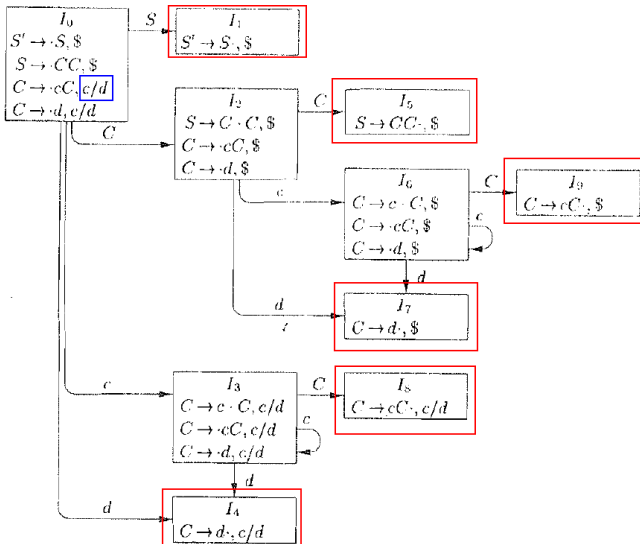 I₀
S' → ·S, $
S → ·CC, $
C → ·cC, c/d
C → ·d, c/d
S
I₁
S' → S·, $
C
I₂
S → C · C, $
C → ·cC, $
C → ·d, $
C
I₅
S → CC·, $
c
I₆
C → c · C, $
C → ·cC, $
C → ·d, $
C
I₉
C → cC·, $
c
d
d
I₇
C → d·, $
c
I₃
C → c · C, c/d
C → ·cC, c/d
C → ·d, c/d
C
I₈
C → cC·, c/d
c
d
d
I₄
C → d·, c/d